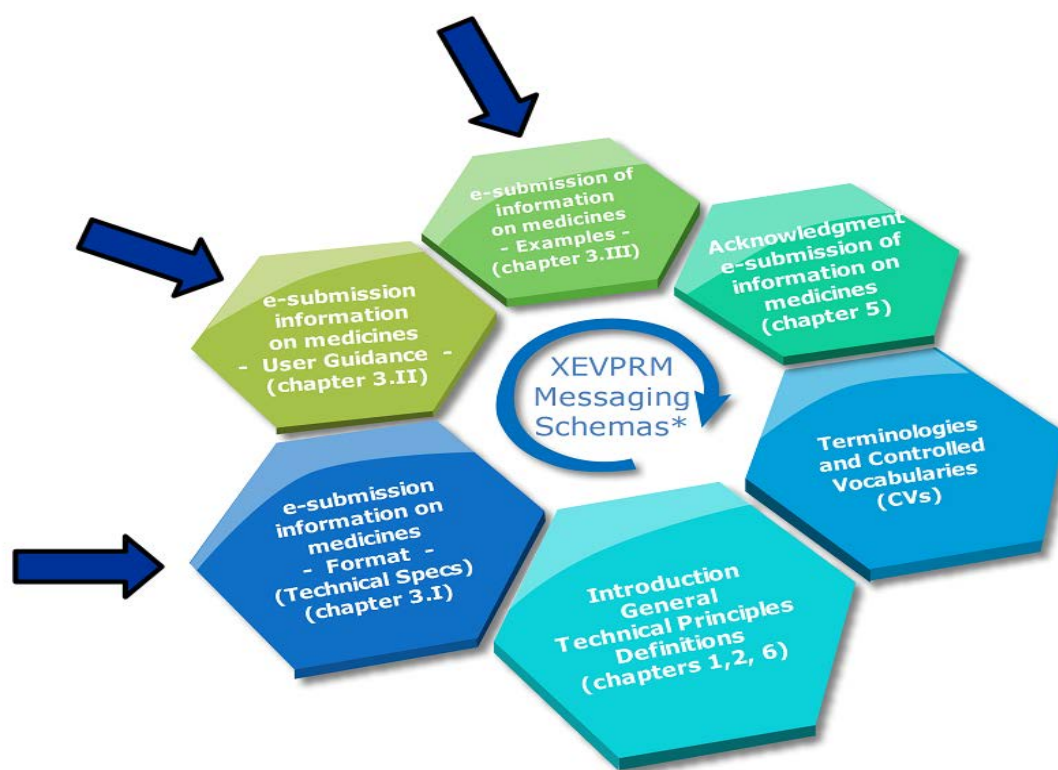 e-submission of
information
on medicines
- Examples -
(chapter 3.III)
Acknowledgment
e-submission of
information on
medicines
(chapter 5)
e-submission
information
on medicines
- User Guidance -
(chapter 3.II)
XEVPRM
Messaging
Schemas*
Terminologies
and Controlled
Vocabularies
(CVs)
e-submission
information on
medicines
- Format -
(Technical Specs)
(chapter 3.I)
Introduction
General
Technical Principles
Definitions
(chapters 1,2, 6)